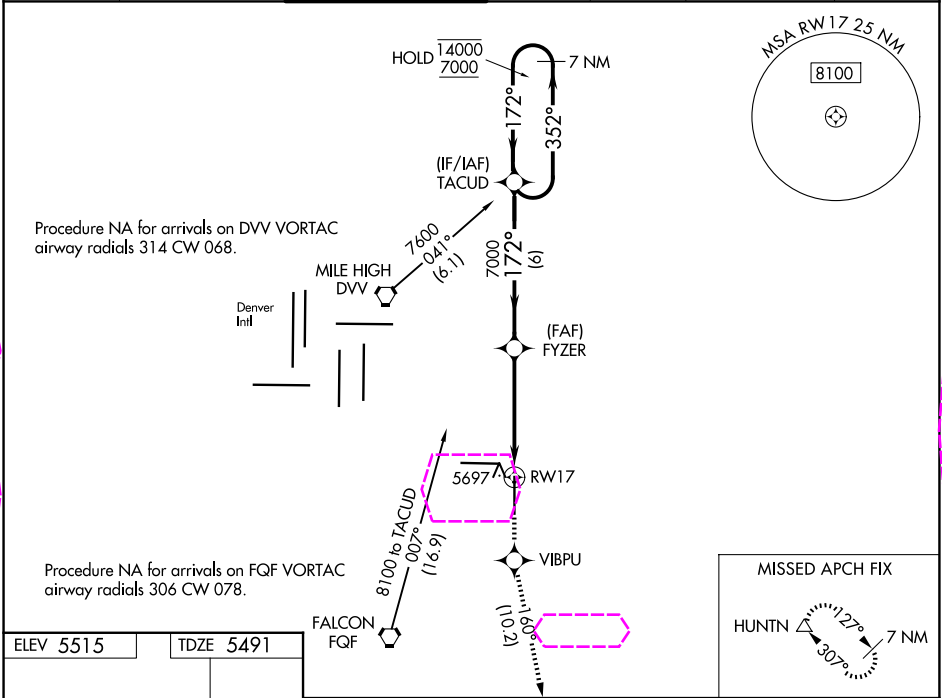 HOLD 14000
7000
7 NM
172°
352°
(IF/IAF)
TACUD
MSA RW17 25 NM
8100
Procedure NA for arrivals on DVV VORTAC
airway radials 314 CW 068.
7600
041°
(6.1)
7000
172°
(6)
MILE HIGH
DVV
Denver
Intl
(FAF)
FYZER
5697
RW17
8100 to TACUD
007°
(16.9)
VIBPU
Procedure NA for arrivals on FQF VORTAC
airway radials 306 CW 078.
FALCON
FQF
160°
(10.2)
MISSED APCH FIX
HUNTN
127°
307°
7 NM
ELEV 5515
TDZE 5491